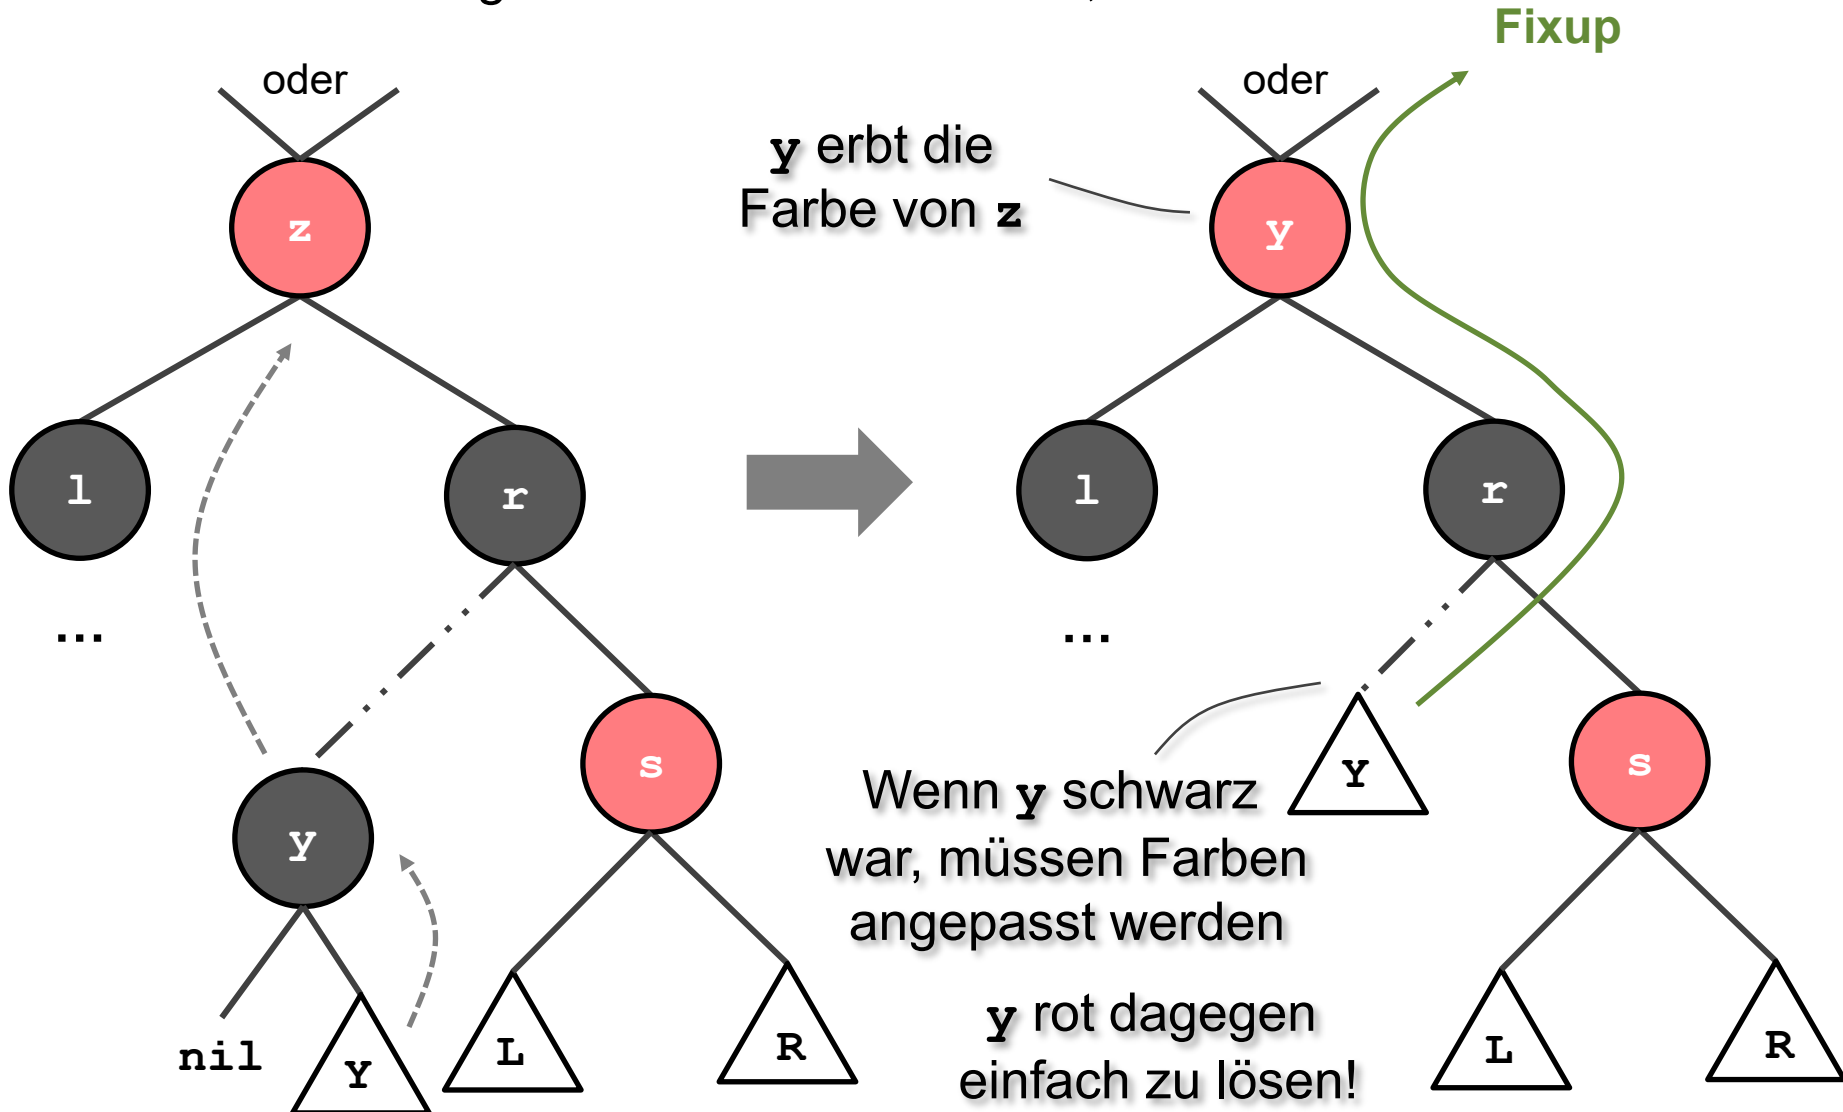 Fixup
oder
z
l
r
...
y
s
nil
Y
L
R
oder
y erbt die
Farbe von z
y
l
r
...
Y
s
Wenn y schwarz
war, müssen Farben
angepasst werden
y rot dagegen
einfach zu lösen!
L
R